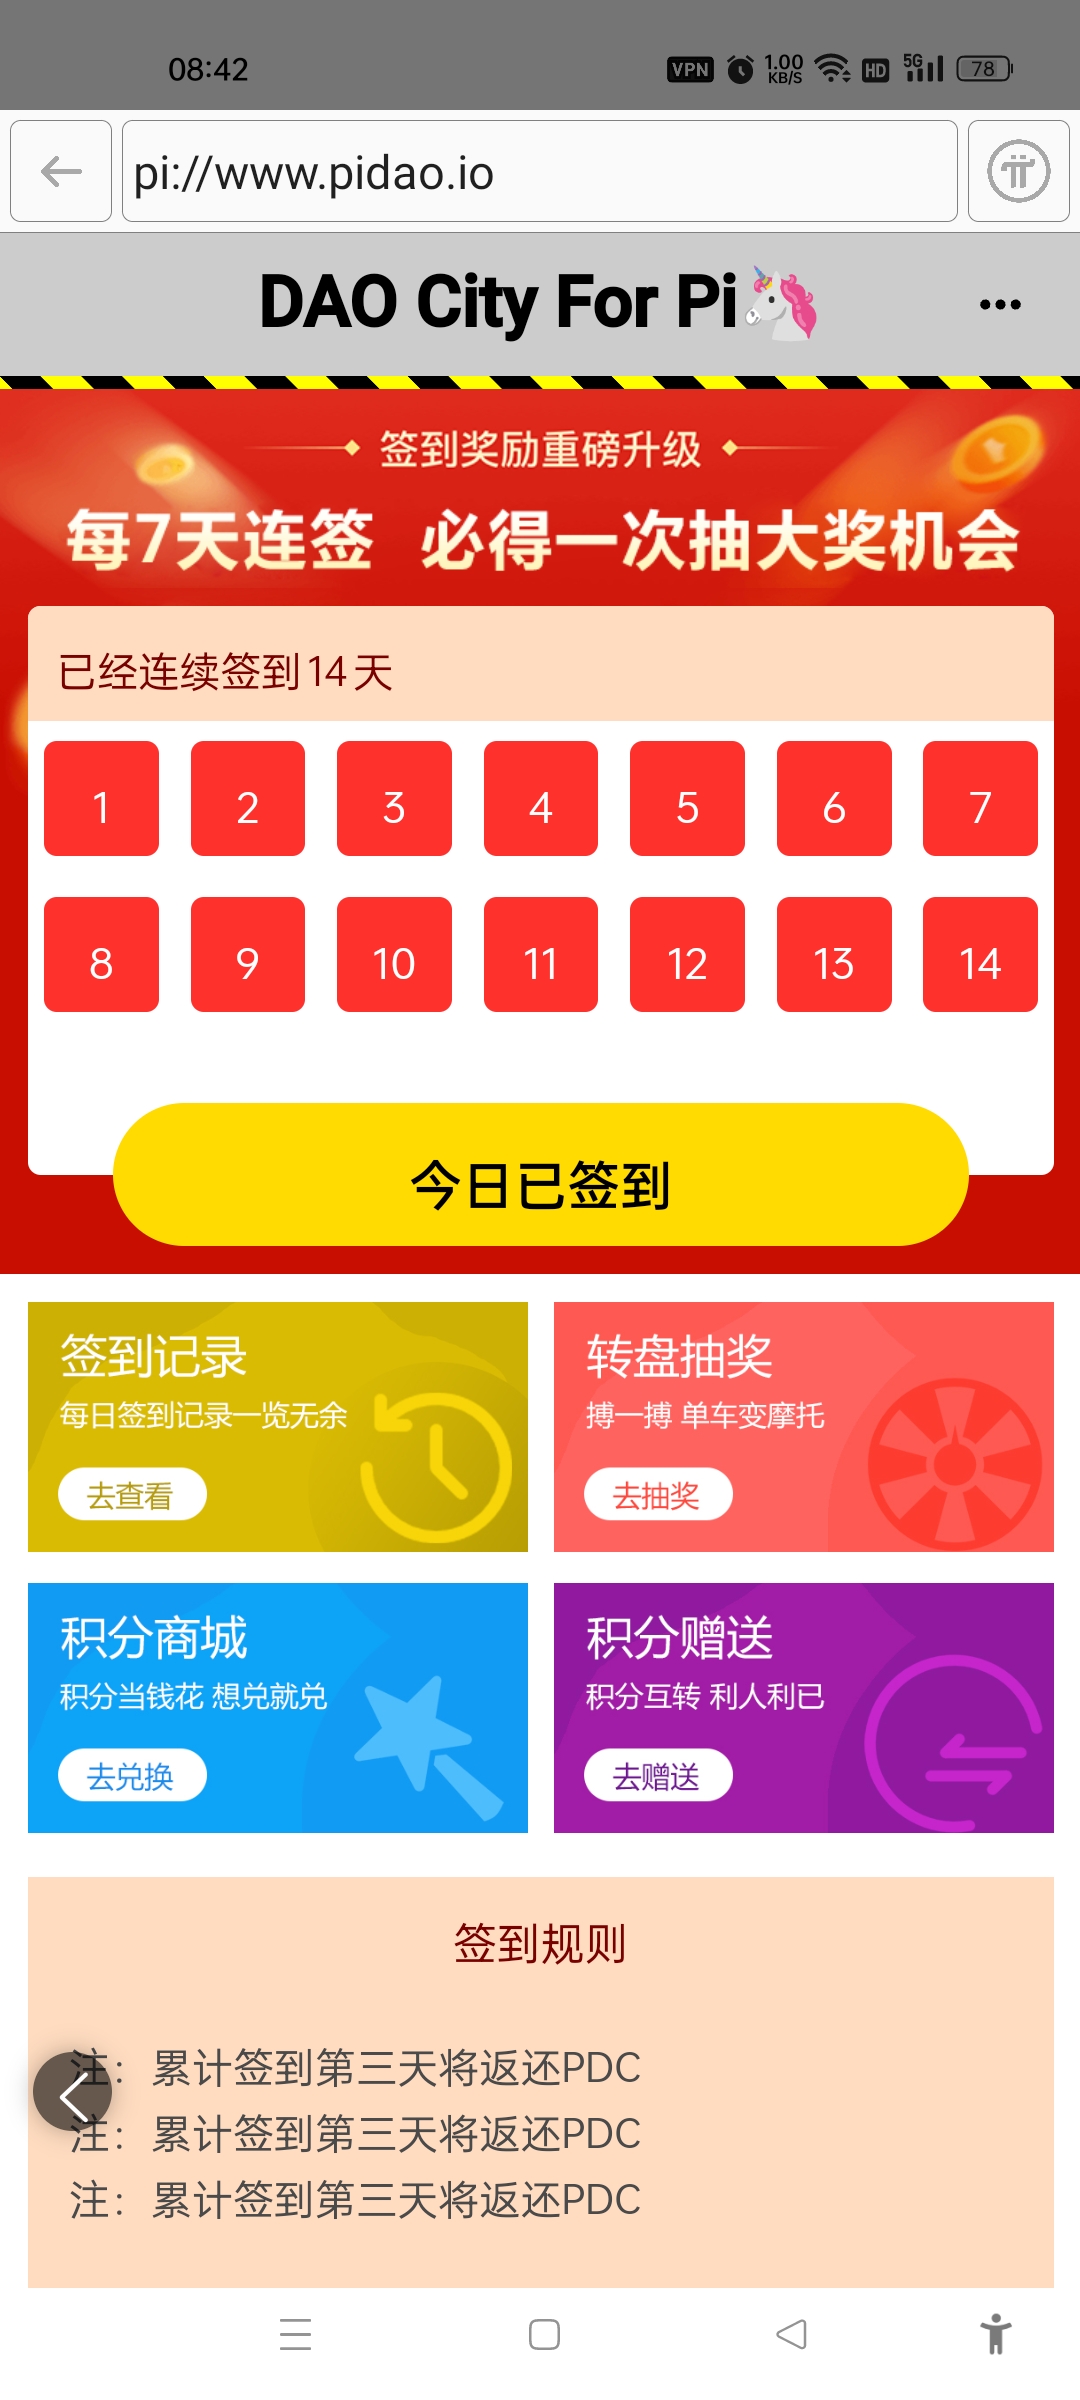 08:42
VPN
1.00
KB/S
HD
5G
78
pi://www.pidao.io
DAO City For Pi🦄
签到奖励重磅升级
每7天连签 必得一次抽大奖机会
已经连续签到14天
1 2 3 4 5 6 7
8 9 10 11 12 13 14
今日已签到
签到记录
每日签到记录一览无余
去查看
转盘抽奖
搏一搏 单车变摩托
去抽奖
积分商城
积分当钱花 想兑就兑
去兑换
积分赠送
积分互转 利人利已
去赠送
签到规则
注：累计签到第三天将返还PDC
注：累计签到第三天将返还PDC
注：累计签到第三天将返还PDC